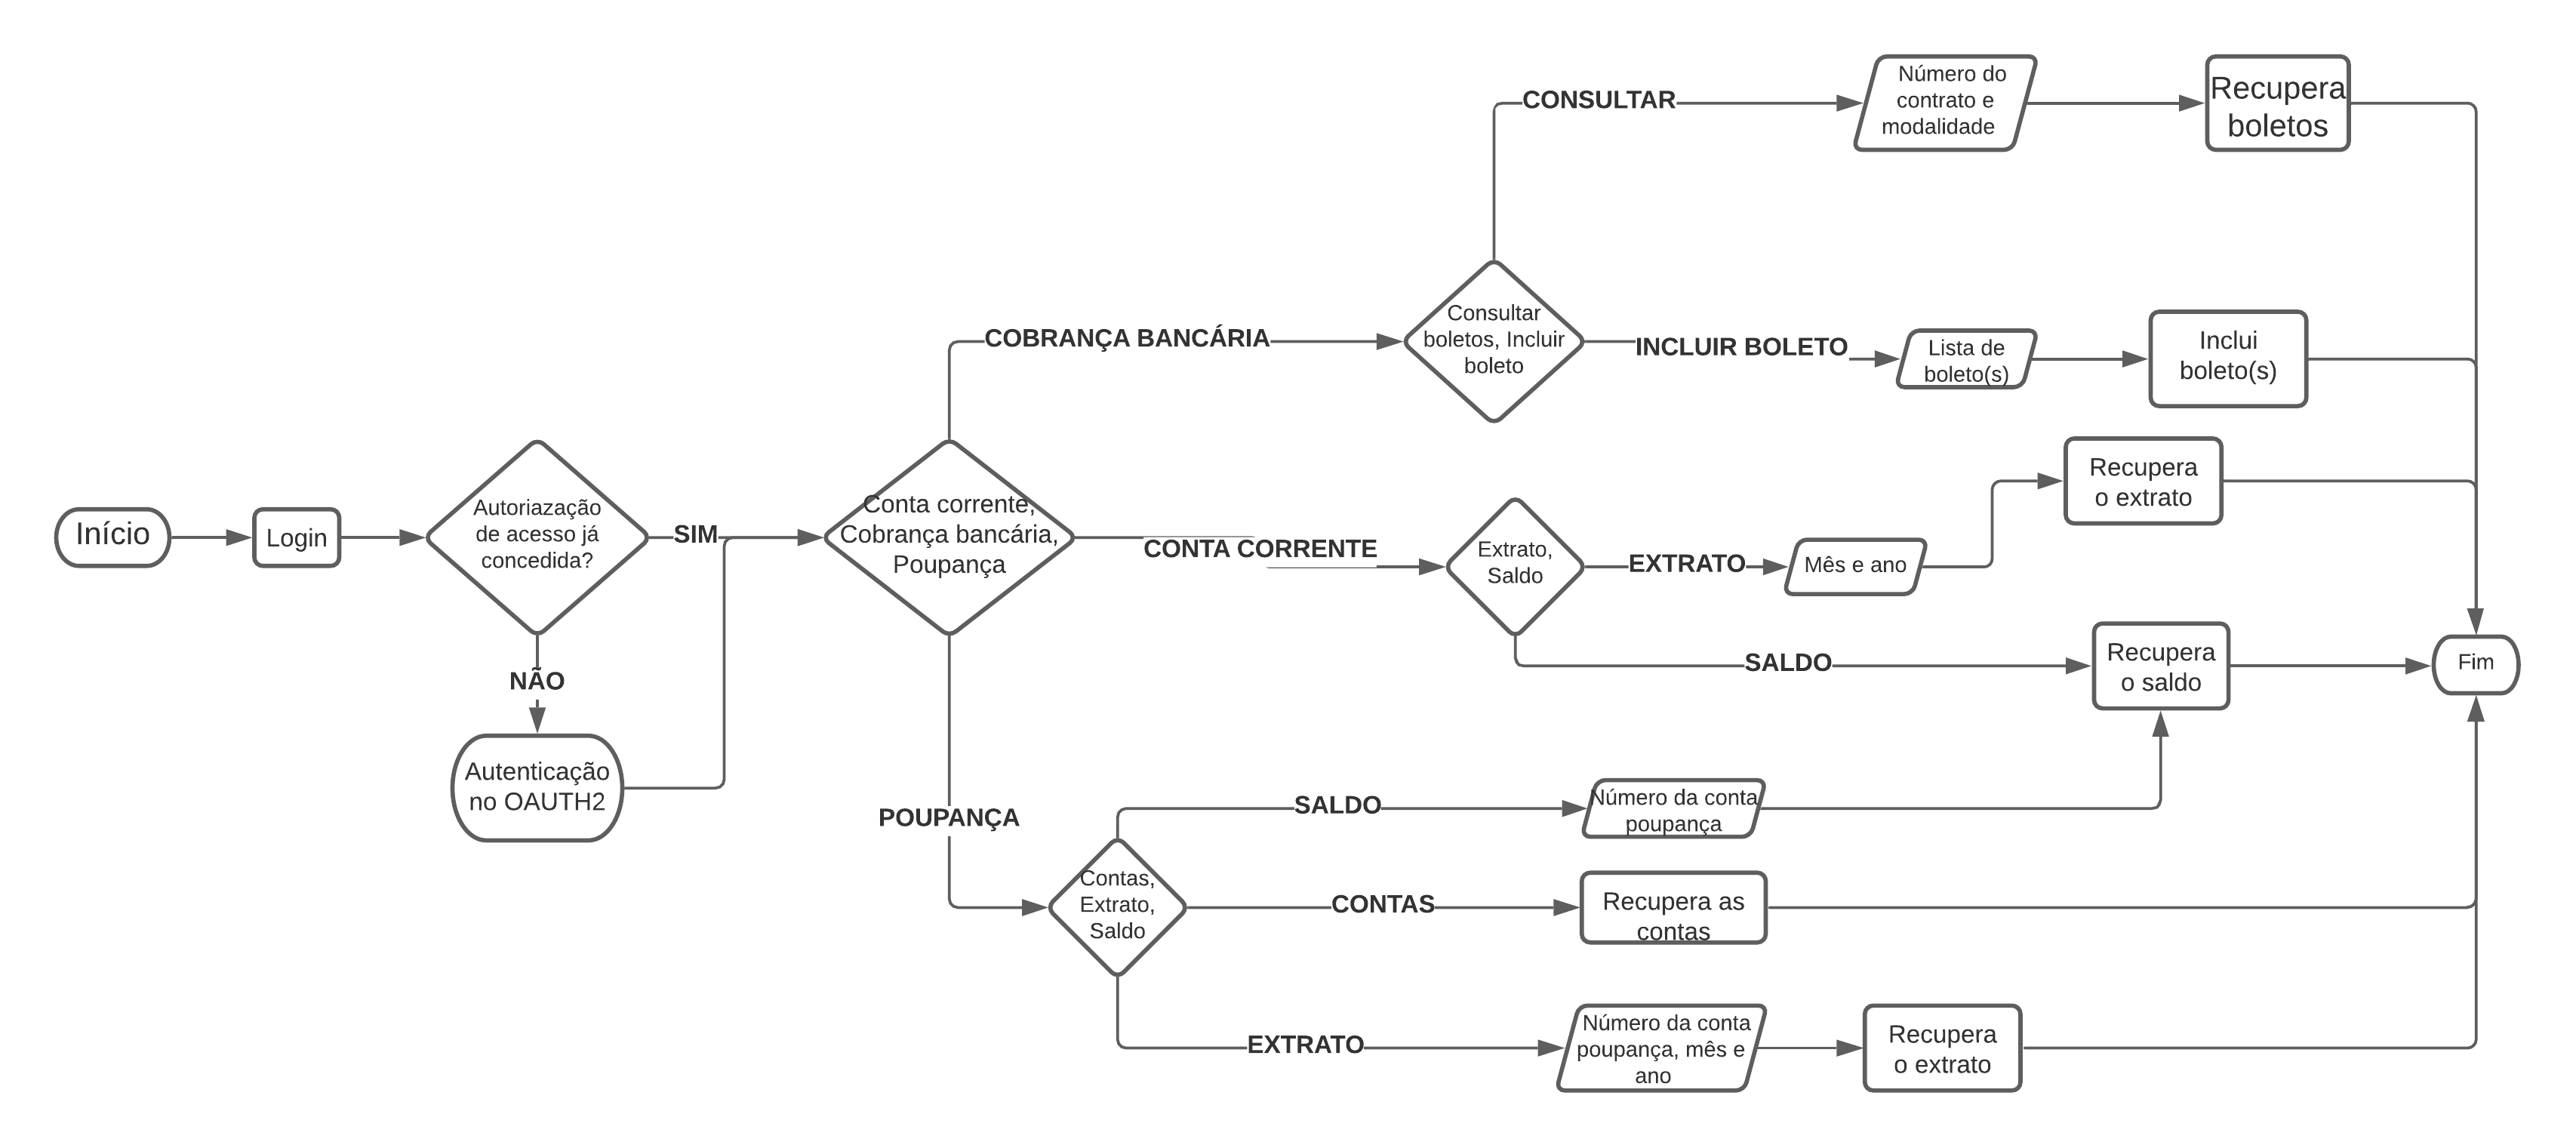 Início
Login
Autoriazação
de acesso já
concedida?
SIM
NÃO
Autenticação
no OAUTH2
Conta corrente,
Cobrança bancária,
Poupança
COBRANÇA BANCÁRIA
Consultar
boletos, Incluir
boleto
CONSULTAR
Número do
contrato e
modalidade
Recupera
boletos
INCLUIR BOLETO
Lista de
boleto(s)
Inclui
boleto(s)
CONTA CORRENTE
Extrato,
Saldo
EXTRATO
Mês e ano
Recupera
o extrato
SALDO
Recupera
o saldo
Fim
POUPANÇA
Contas,
Extrato,
Saldo
SALDO
Número da conta
poupança
CONTAS
Recupera as
contas
EXTRATO
Número da conta
poupança, mês e
ano
Recupera
o extrato